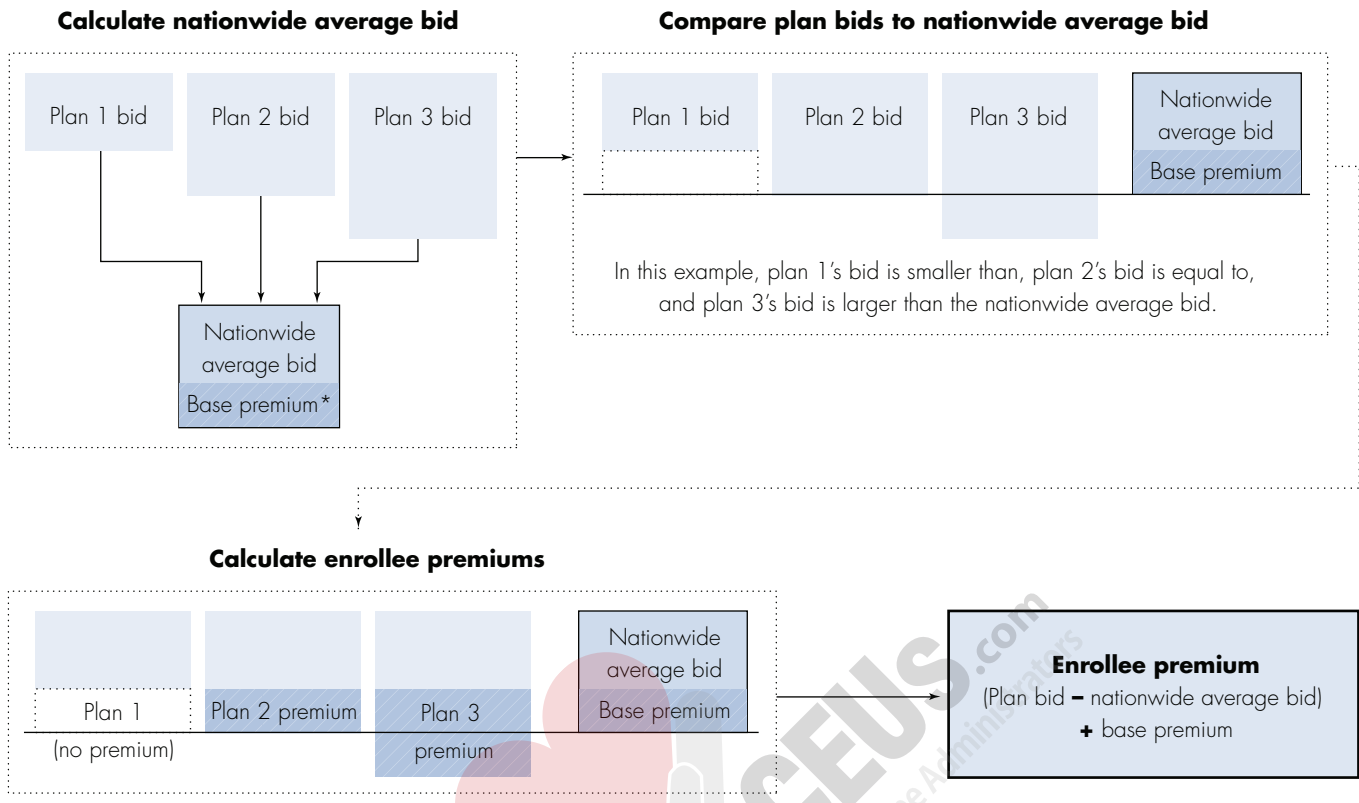 Calculate nationwide average bid
Plan 1 bid
Plan 2 bid
Plan 3 bid
Nationwide
average bid
Base premium*
Compare plan bids to nationwide average bid
Plan 1 bid
Plan 2 bid
Plan 3 bid
Nationwide
average bid
Base premium
In this example, plan 1's bid is smaller than, plan 2's bid is equal to,
and plan 3's bid is larger than the nationwide average bid.
Calculate enrollee premiums
Plan 1
(no premium)
Plan 2 premium
Plan 3
premium
Nationwide
average bid
Base premium
Enrollee premium
(Plan bid – nationwide average bid)
+ base premium
CEUS.com